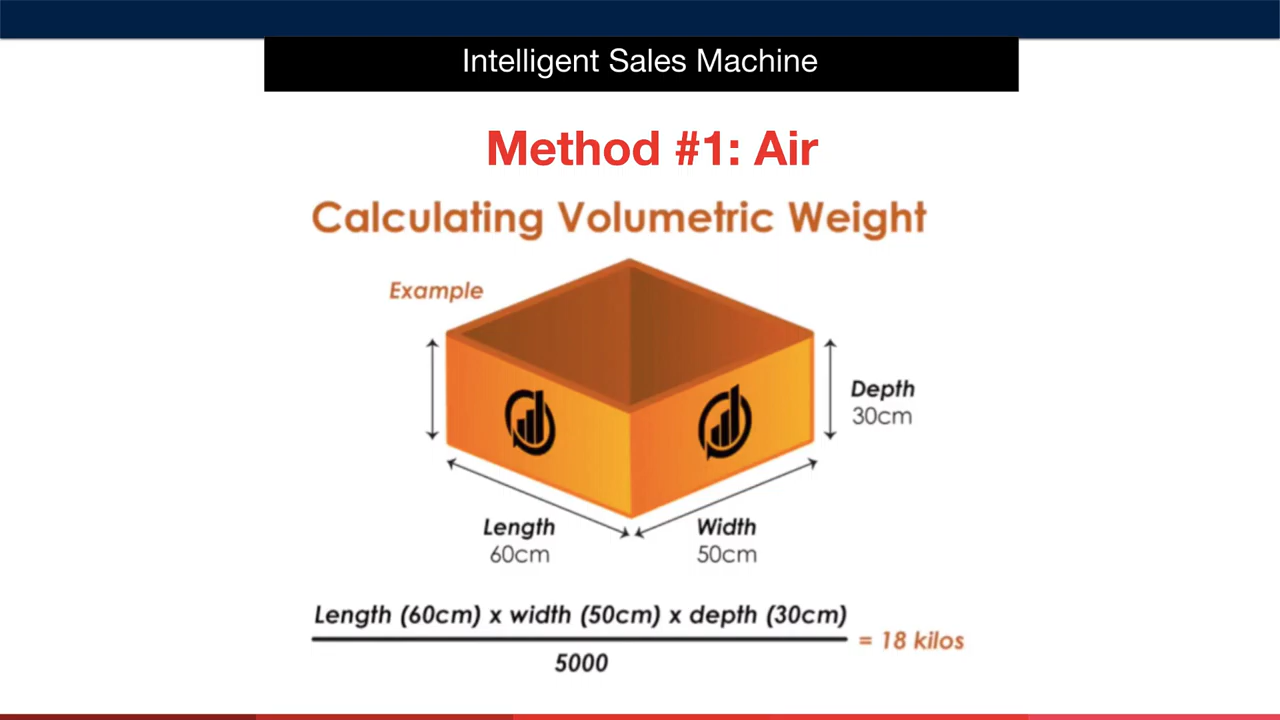 Intelligent Sales Machine
Method #1: Air
Calculating Volumetric Weight
Example
Depth
30cm
Length
60cm
Width
50cm
Length (60cm) x width (50cm) x depth (30cm)
= 18 kilos
5000